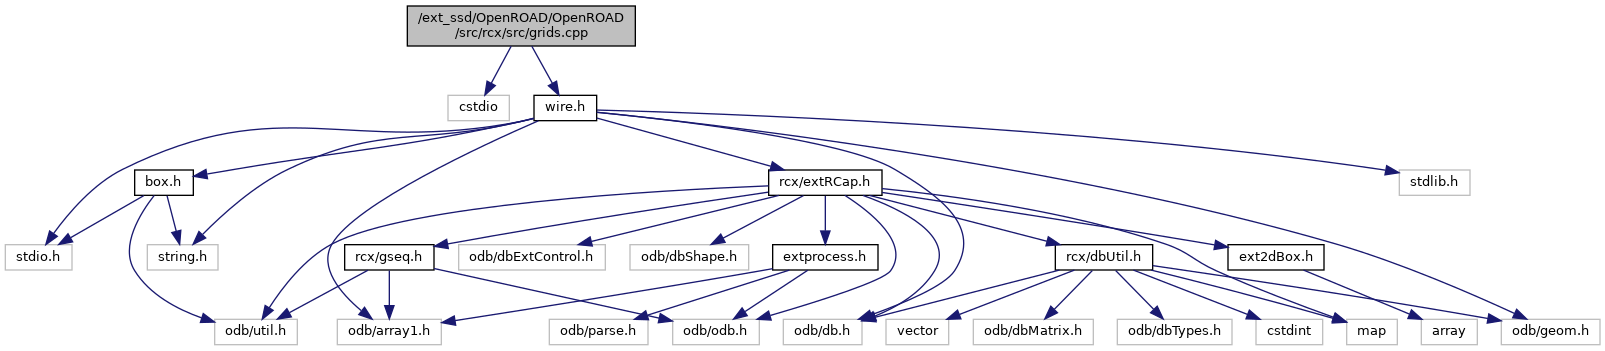 /ext_ssd/OpenROAD/OpenROAD
/src/rcx/src/grids.cpp
cstdio
wire.h
box.h
rcx/extRCap.h
stdlib.h
stdio.h
string.h
rcx/gseq.h
odb/dbExtControl.h
odb/dbShape.h
extprocess.h
rcx/dbUtil.h
ext2dBox.h
odb/util.h
odb/array1.h
odb/parse.h
odb/odb.h
odb/db.h
vector
odb/dbMatrix.h
odb/dbTypes.h
cstdint
map
array
odb/geom.h